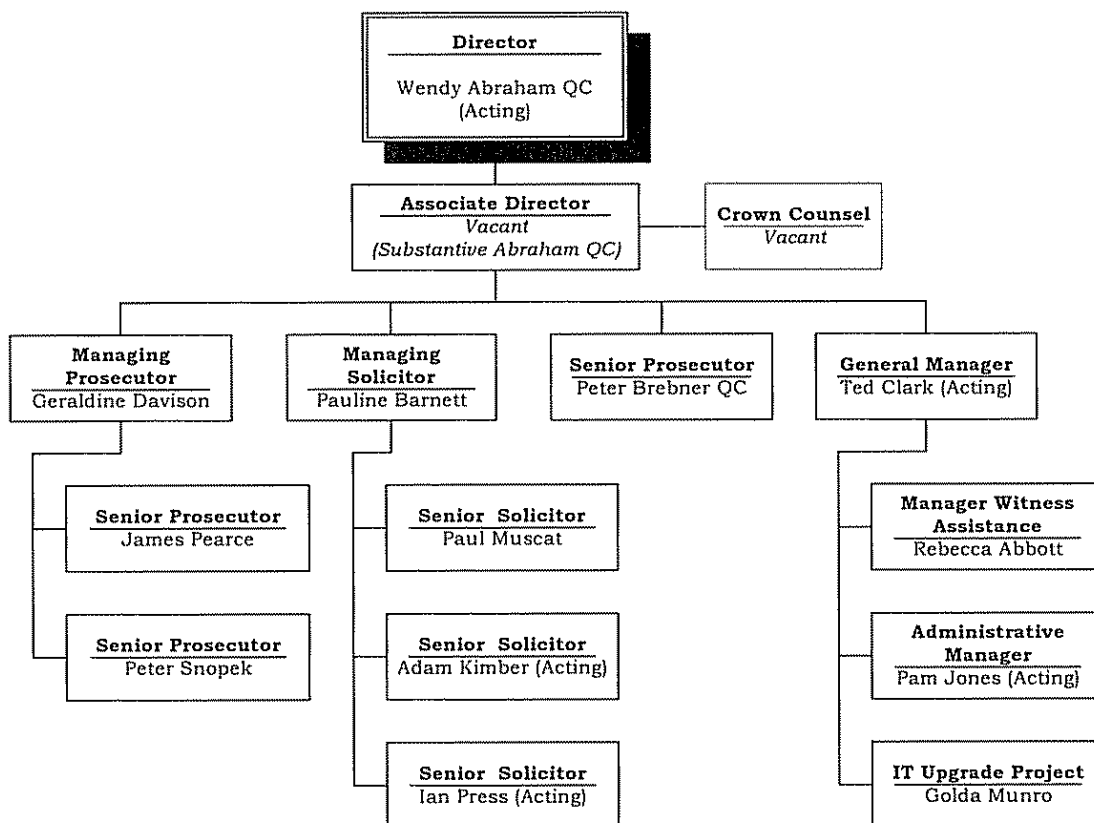 Director
Wendy Abraham QC
(Acting)
Associate Director
Vacant
(Substantive Abraham QC)
Crown Counsel
Vacant
Managing
Prosecutor
Geraldine Davison
Managing
Solicitor
Pauline Barnett
Senior Prosecutor
Peter Brebner QC
General Manager
Ted Clark (Acting)
Senior Prosecutor
James Pearce
Senior Prosecutor
Peter Snopek
Senior Solicitor
Paul Muscat
Senior Solicitor
Adam Kimber (Acting)
Senior Solicitor
Ian Press (Acting)
Manager Witness
Assistance
Rebecca Abbott
Administrative
Manager
Pam Jones (Acting)
IT Upgrade Project
Golda Munro